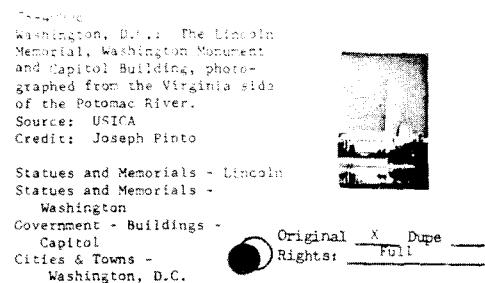 Washington, D.C.: The Lincoln
Memorial, Washington Monument
and Capitol Building, photo-
graphed from the Virginia side
of the Potomac River.
Source: USICA
Credit: Joseph Pinto
Statues and Memorials - Lincoln
Statues and Memorials -
Washington
Government - Buildings -
Capitol
Cities & Towns -
Washington, D.C.
Original X Dupe
Rights: Full